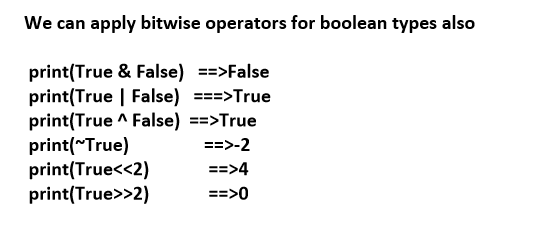 We can apply bitwise operators for boolean types also
print(True & False) ==>False
print(True | False) ===>True
print(True ^ False) ==>True
print(~True) ==>-2
print(True<<2) ==>4
print(True>>2) ==>0